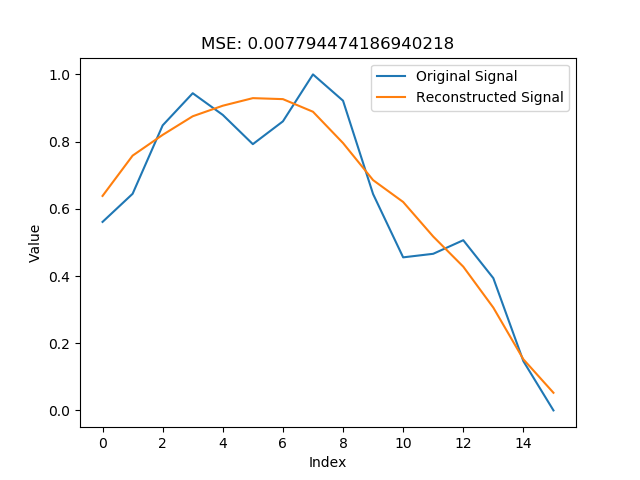 MSE: 0.007794474186940218
Original Signal
Reconstructed Signal
1.0
0.8
0.6
0.4
0.2
0.0
Value
0 2 4 6 8 10 12 14
Index